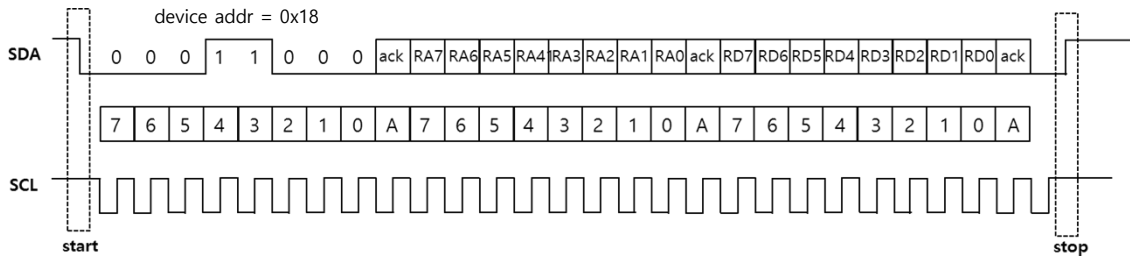 device addr = 0x18
SDA 0 0 0 1 1 0 0 0 ack RA7 RA6 RA5 RA41 RA3 RA2 RA1 RA0 ack RD7 RD6 RD5 RD4 RD3 RD2 RD1 RD0 ack
7 6 5 4 3 2 1 0 A 7 6 5 4 3 2 1 0 A 7 6 5 4 3 2 1 0 A
SCL
start stop